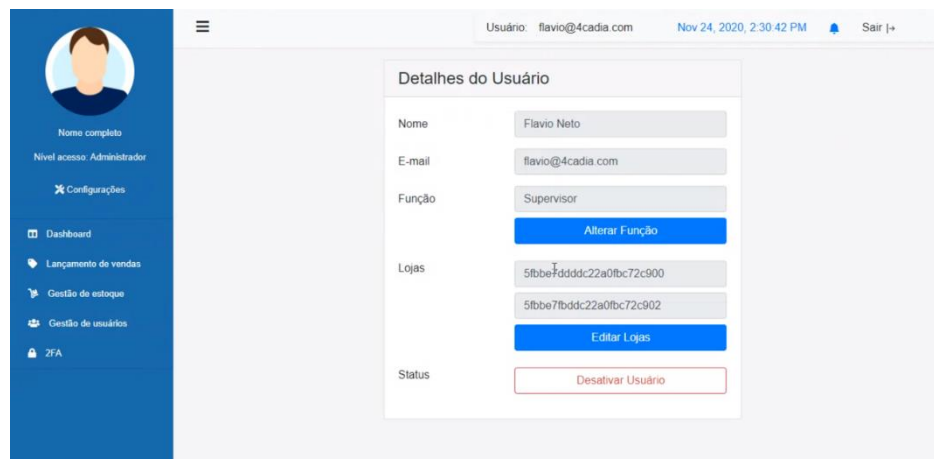 Usuário: flavio@4cadia.com Nov 24, 2020, 2:30:42 PM Sair
Nome completo
Nível acesso: Administrador
Configurações
Dashboard
Lançamento de vendas
Gestão de estoque
Gestão de usuários
2FA
Detalhes do Usuário
Nome Flavio Neto
E-mail flavio@4cadia.com
Função Supervisor
Alterar Função
Lojas
5fbbe7fbddc22a0fbc72c902
Editar Lojas
Status Desativar Usuário